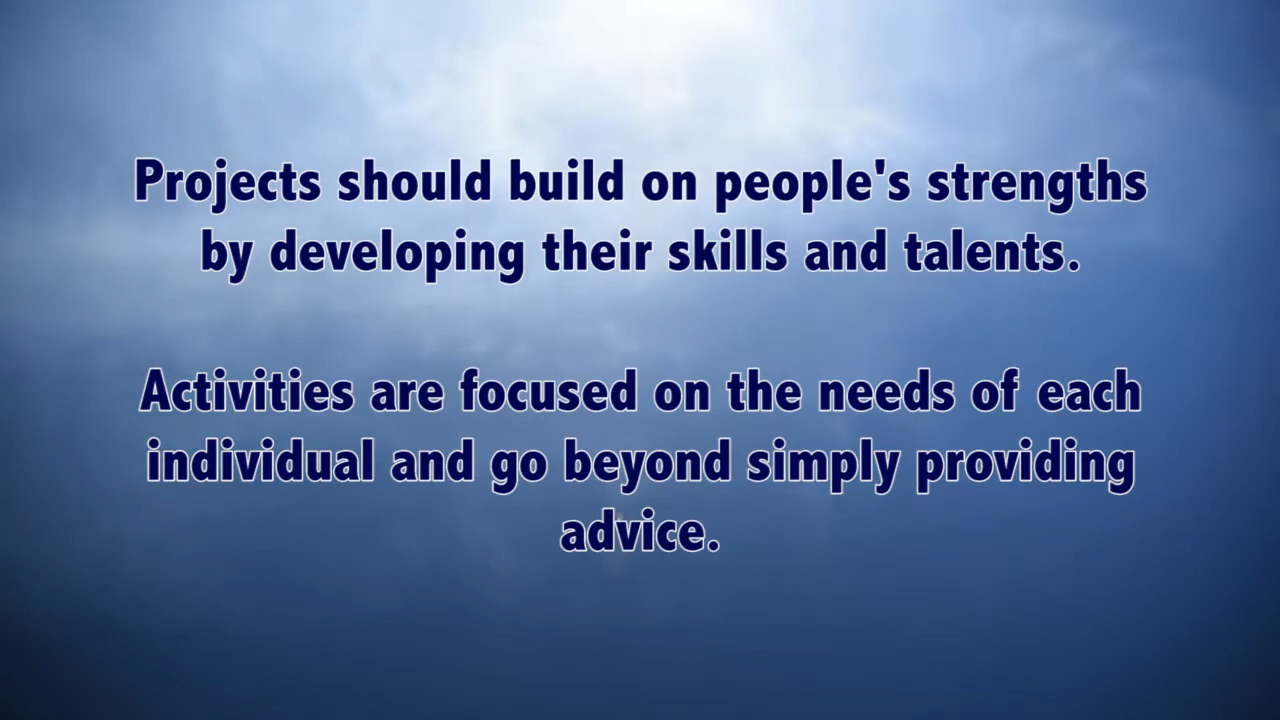 Projects should build on people's strengths
by developing their skills and talents.
Activities are focused on the needs of each
individual and go beyond simply providing
advice.